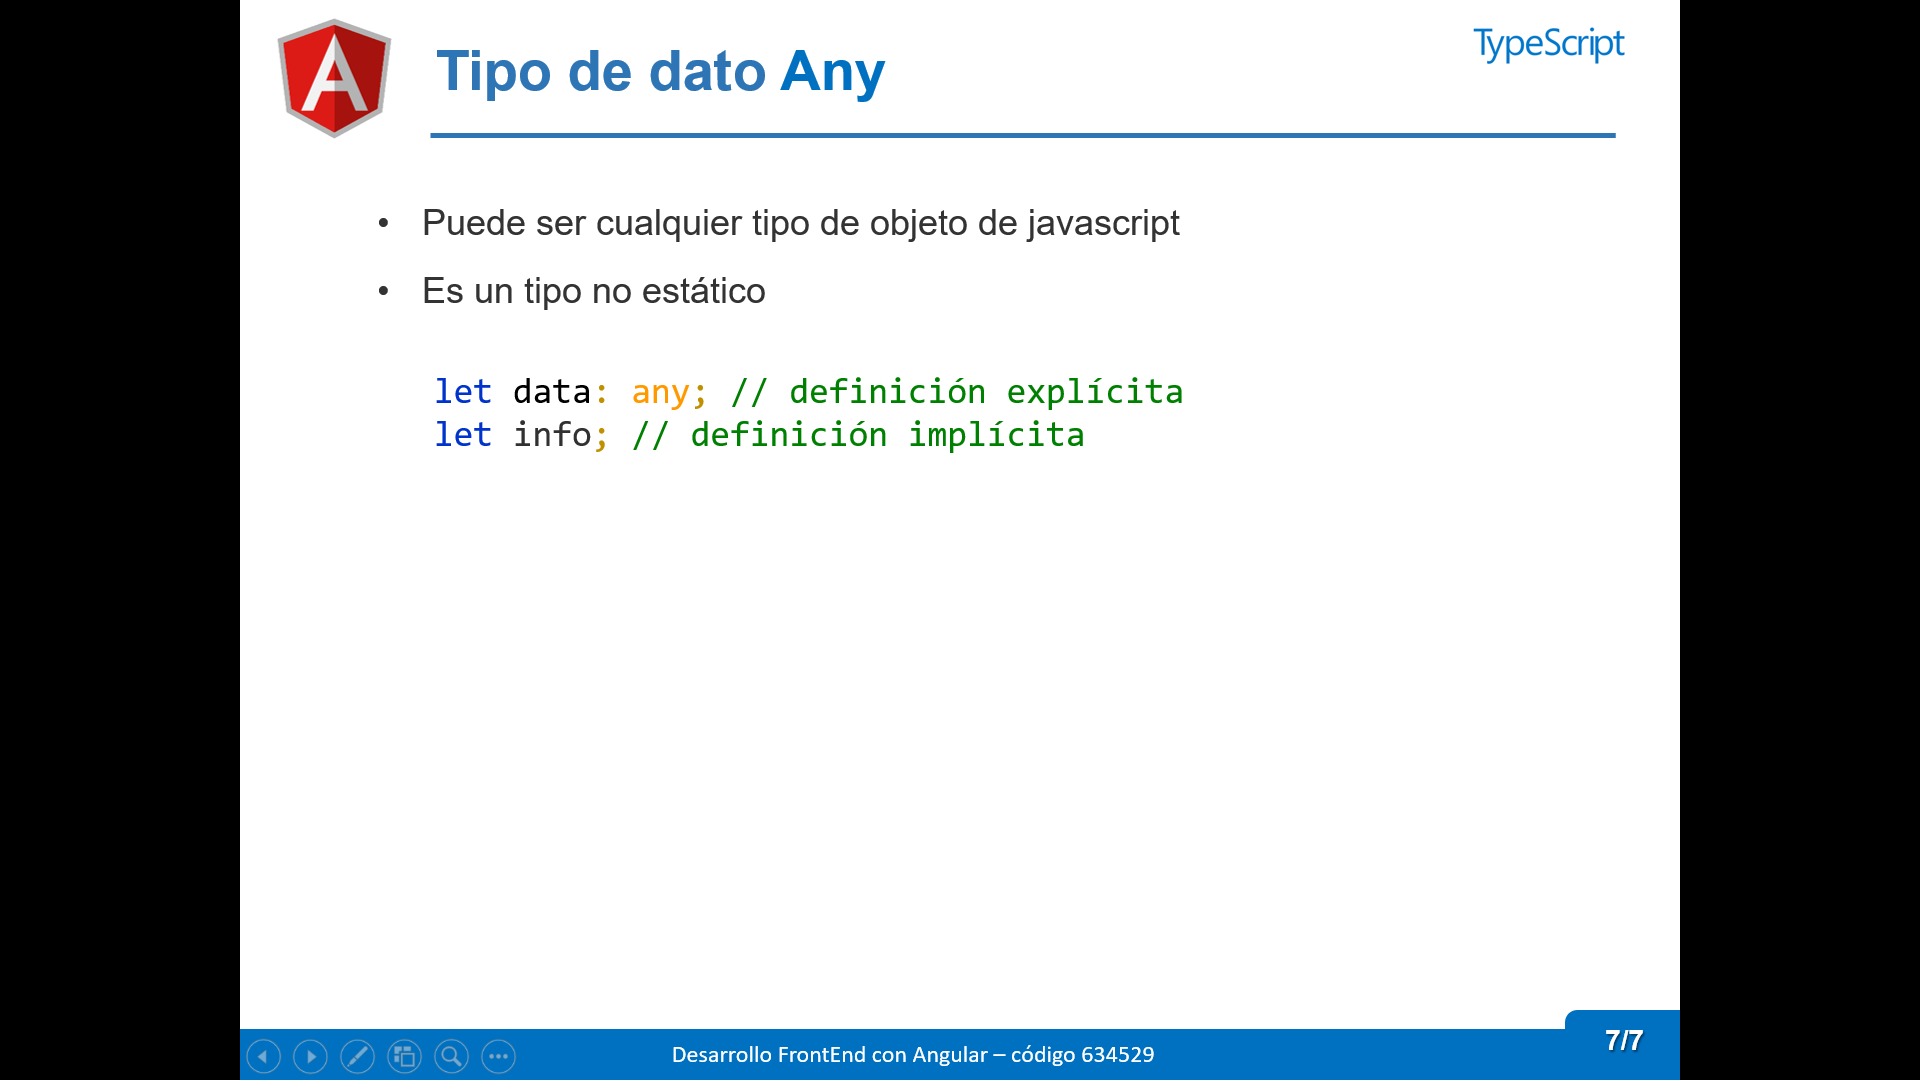 Tipo de dato Any
TypeScript
• Puede ser cualquier tipo de objeto de javascript
• Es un tipo no estático
let data: any; // definición explícita
let info; // definición implícita
Desarrollo FrontEnd con Angular – código 634529
7/7